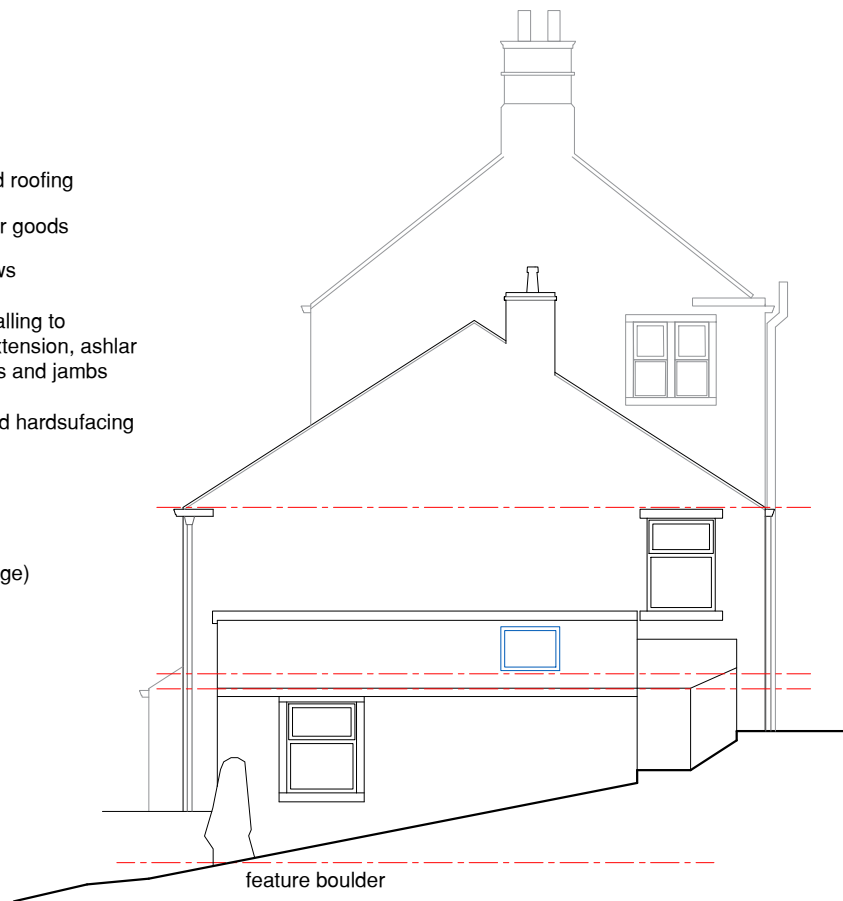 roofing
r goods
ws
alling to
xtension, ashlar
s and jambs
d hardsufacing
ge)
feature boulder